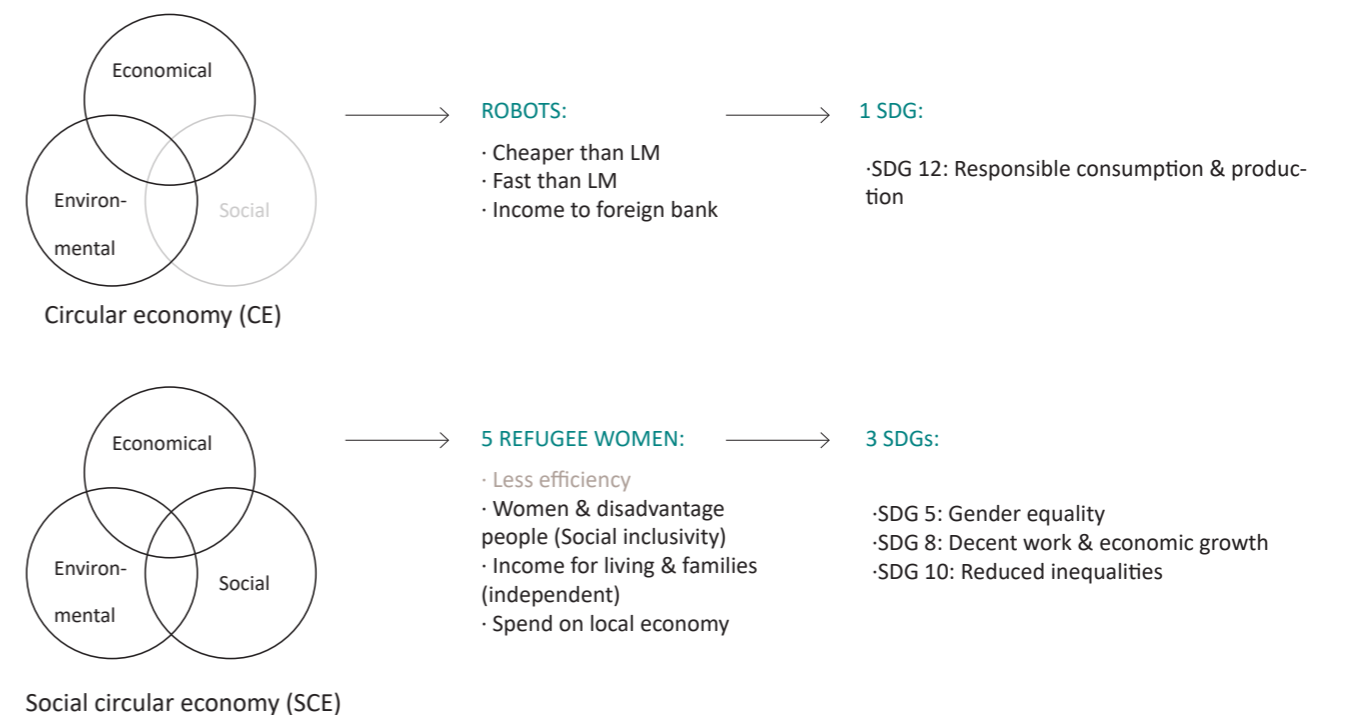 Economical
Environ-
mental
Social
Circular economy (CE)
ROBOTS:
· Cheaper than LM
· Fast than LM
· Income to foreign bank
1 SDG:
·SDG 12: Responsible consumption & produc-
tion
Economical
Environ-
mental
Social
Social circular economy (SCE)
5 REFUGEE WOMEN:
· Less efficiency
· Women & disadvantage
people (Social inclusivity)
· Income for living & families
(independent)
· Spend on local economy
3 SDGs:
·SDG 5: Gender equality
·SDG 8: Decent work & economic growth
·SDG 10: Reduced inequalities